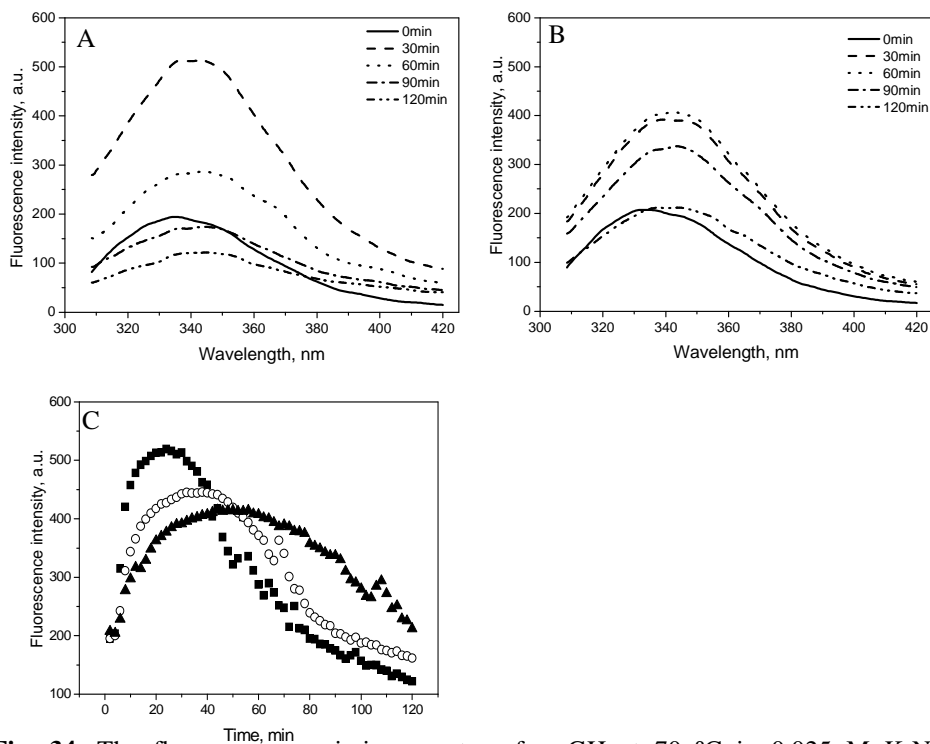 A
0min
30min
60min
90min
120min
600
500
400
300
200
100
0
Fluorescence intensity, a.u.
300 320 340 360 380 400 420
Wavelength, nm
B
0min
30min
60min
90min
120min
600
500
400
300
200
100
0
Fluorescence intensity, a.u.
300 320 340 360 380 400 420
Wavelength, nm
C
600
500
400
300
200
100
Fluorescence intensity, a.u.
0 20 40 60 80 100 120
Time, min